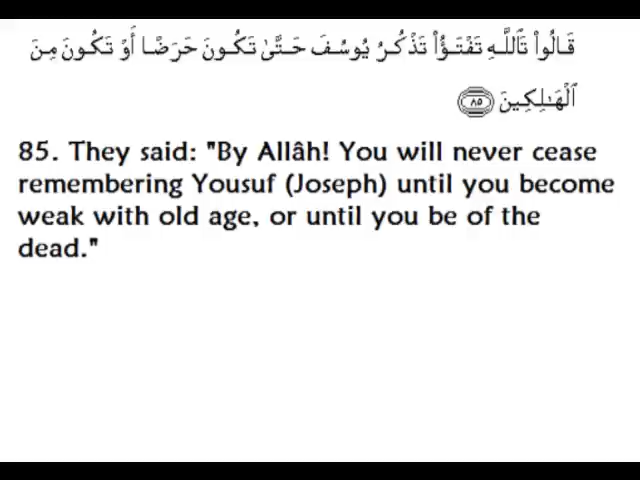 قَالُوا۟ تَٱللَّهِ تَفْتَؤُا۟ تَذْكُرُ يُوسُفَ حَتَّىٰ تَكُونَ حَرَضًا أَوْ تَكُونَ مِنَ
ٱلْهَـٰلِكِينَ ٨٥
85. They said: "By Allâh! You will never cease
remembering Yousuf (Joseph) until you become
weak with old age, or until you be of the
dead."